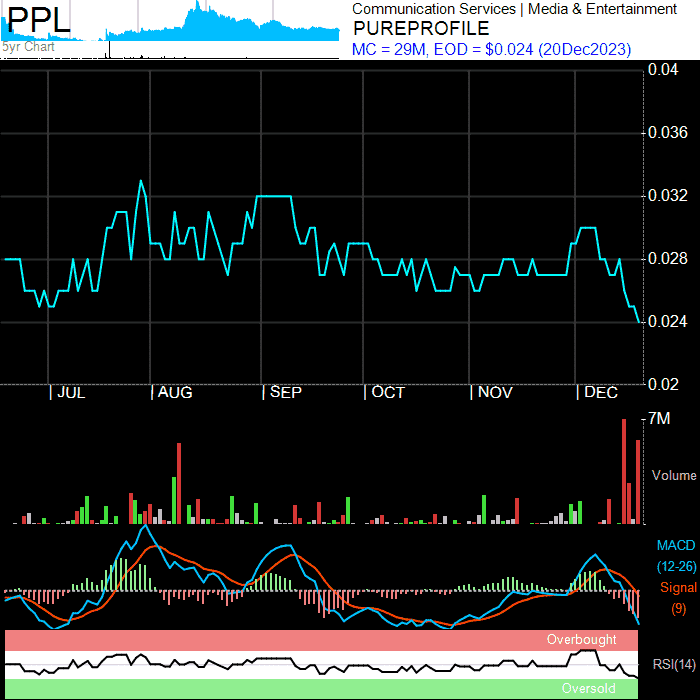 PPL
5yr Chart
Communication Services | Media & Entertainment
PUREPROFILE
MC = 29M, EOD = $0.024 (20Dec2023)
0.04
0.036
0.032
0.028
0.024
0.02
JUL
AUG
SEP
OCT
NOV
DEC
7M
Volume
MACD
(12-26)
Signal
(9)
Overbought
RSI(14)
Oversold